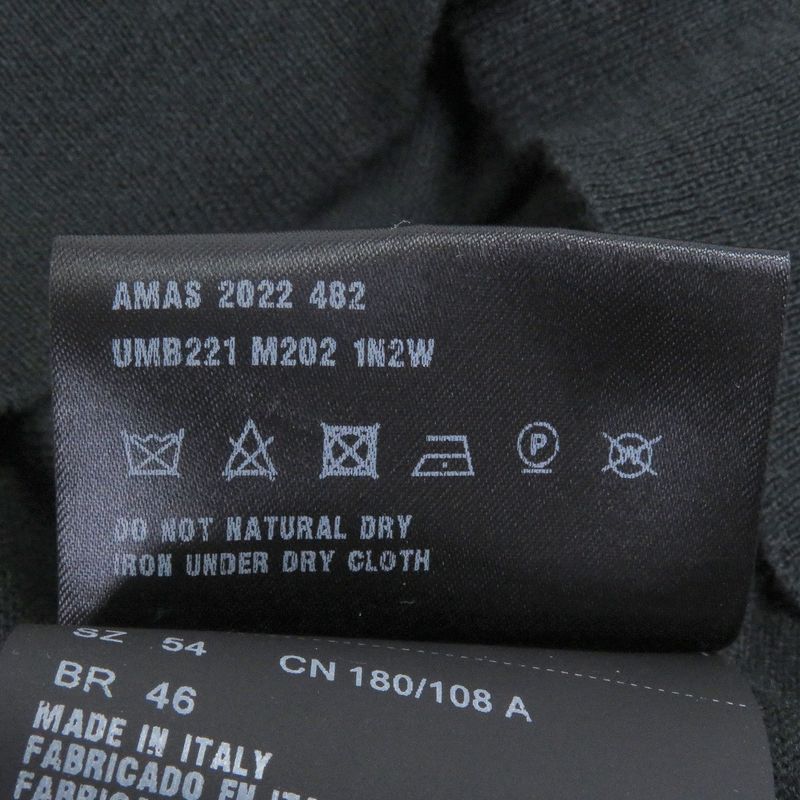 AMAS 2022 482
UMB221 M202 1N2W
P
W
DO NOT NATURAL DRY
IRON UNDER DRY CLOTH
SZ 54
BR 46
CN 180/108 A
MADE IN ITALY
FABRICADO EN
FABRICADO